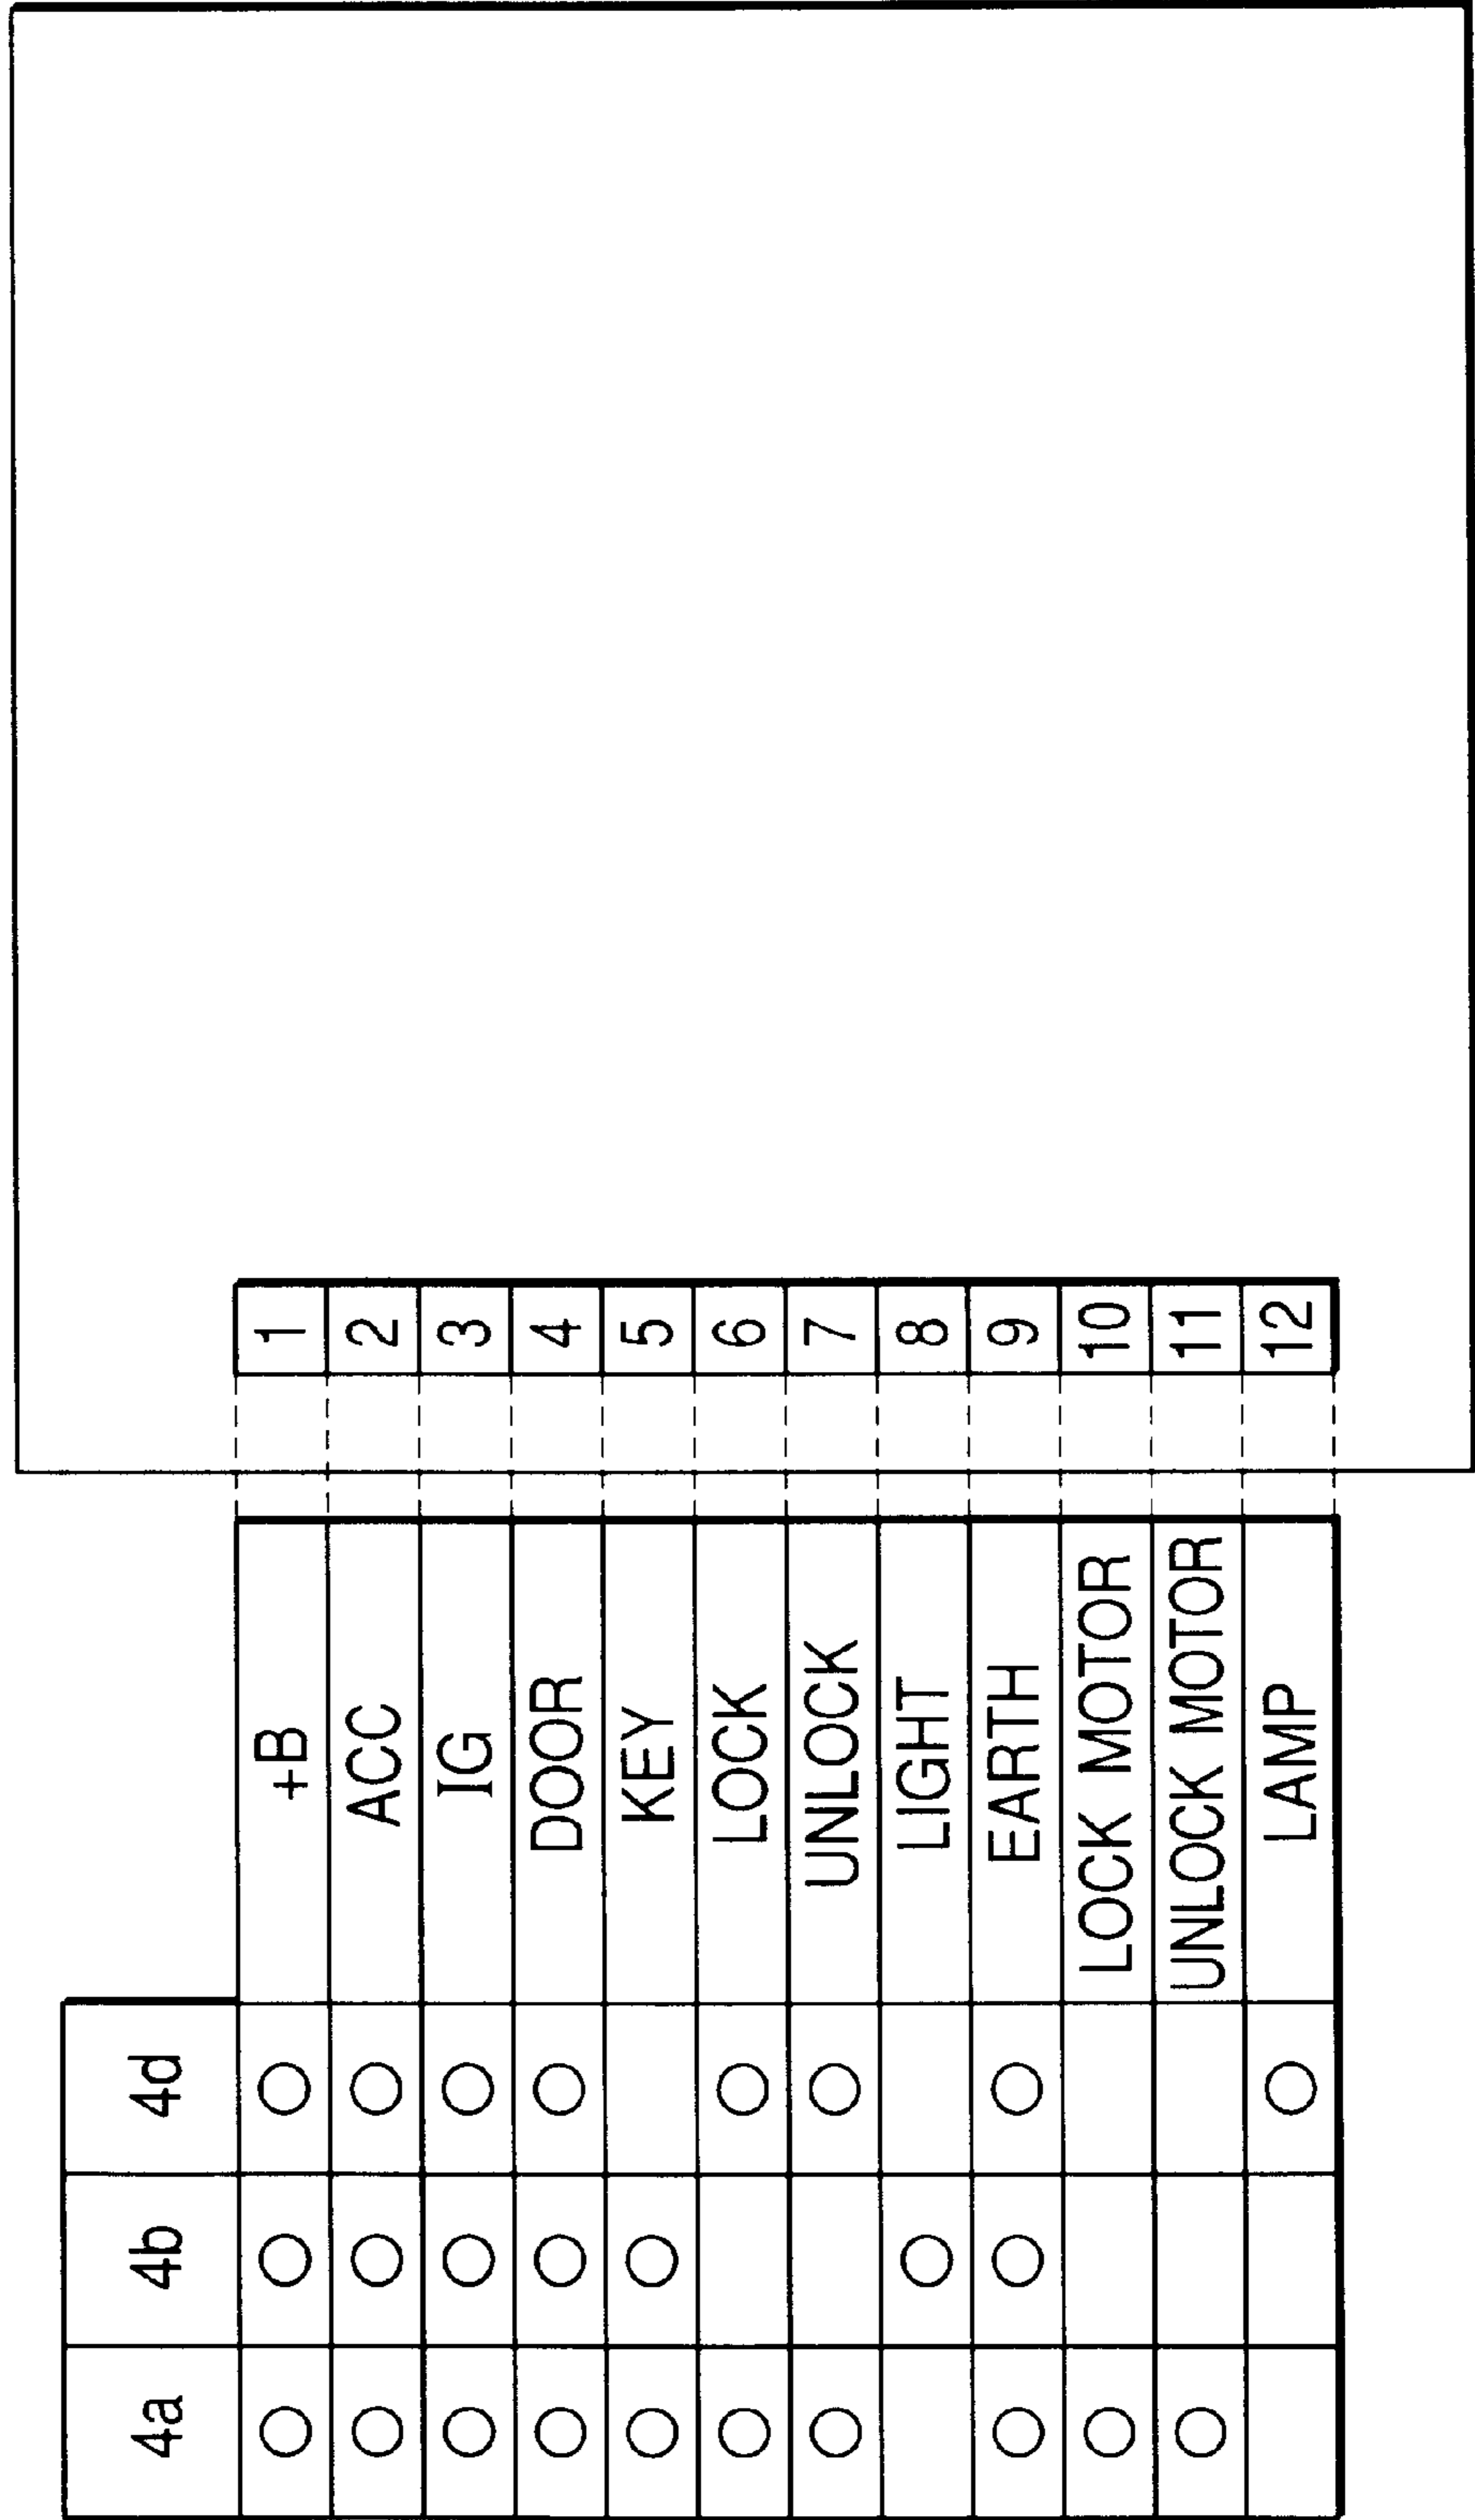 4a 4b 4d
○ ○ ○ +B 1
○ ○ ○ ACC 2
○ ○ ○ IG 3
○ ○ ○ DOOR 4
○ ○ KEY 5
○ ○ LOCK 6
○ ○ UNLOCK 7
○ LIGHT 8
○ ○ ○ EARTH 9
○ LOCK MOTOR 10
○ UNLOCK MOTOR 11
○ LAMP 12